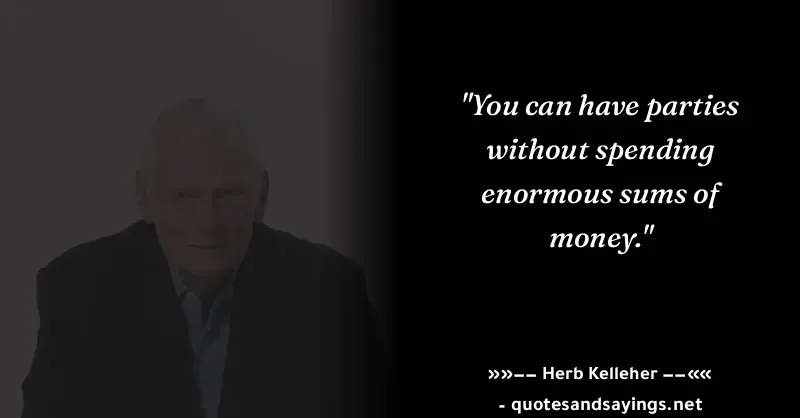 "You can have parties
without spending
enormous sums of
money."
»»−− Herb Kelleher −−««
- quotesandsayings.net